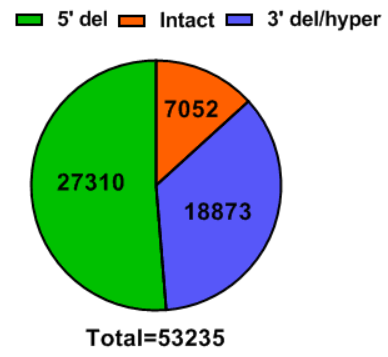 5' del Intact 3' del/hyper
7052
27310
18873
Total=53235